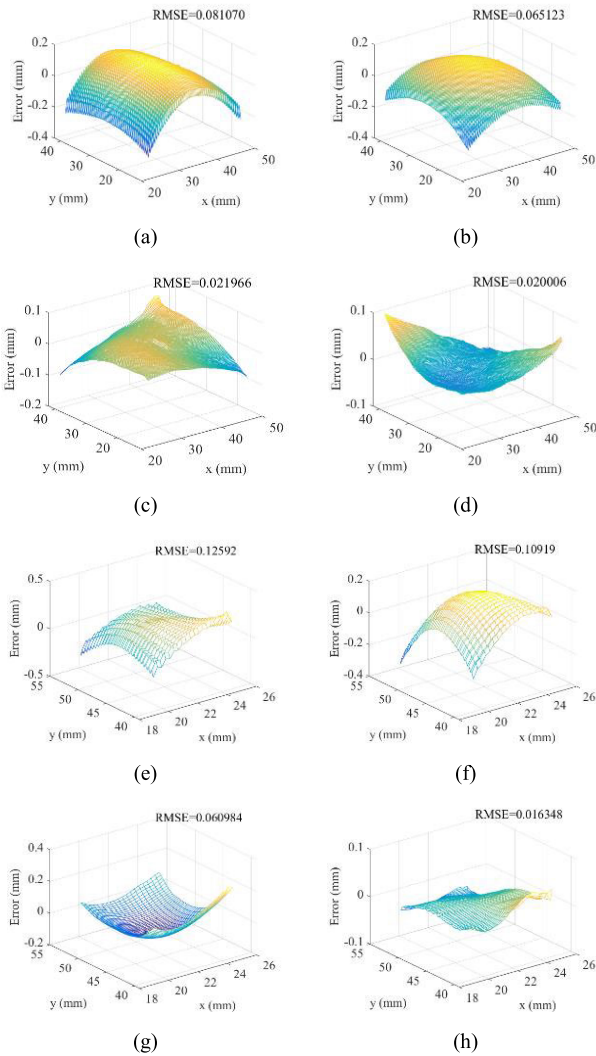 RMSE=0.081070
0.2
0
-0.2
-0.4
Error (mm)
40
30
20
y (mm)
20
30
40
50
x (mm)
(a)
RMSE=0.065123
0.2
0
-0.2
-0.4
Error (mm)
40
30
20
y (mm)
20
30
40
50
x (mm)
(b)
RMSE=0.021966
0.1
0
-0.1
-0.2
Error (mm)
40
30
20
y (mm)
20
30
40
50
x (mm)
(c)
RMSE=0.020006
0.1
0
-0.1
Error (mm)
40
30
20
y (mm)
20
30
40
50
x (mm)
(d)
RMSE=0.12592
0.5
0
-0.5
Error (mm)
55
50
45
40
y (mm)
18
20
22
24
26
x (mm)
(e)
RMSE=0.10919
0.2
0
-0.2
-0.4
Error (mm)
55
50
45
40
y (mm)
18
20
22
24
26
x (mm)
(f)
RMSE=0.060984
0.4
0.2
0
-0.2
Error (mm)
55
50
45
40
y (mm)
18
20
22
24
26
x (mm)
(g)
RMSE=0.016348
0.1
0
-0.1
Error (mm)
55
50
45
40
y (mm)
18
20
22
24
26
x (mm)
(h)